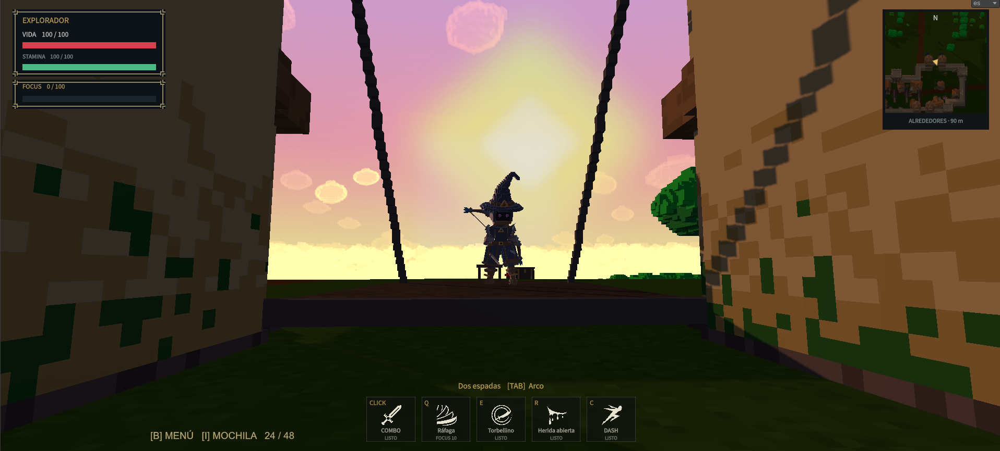 es
EXPLORADOR
VIDA 100 / 100
STAMINA 100 / 100
FOCUS 0 / 100
N
ALREDEDORES · 90 m
Dos espadas [TAB] Arco
CLICK Q E R C
COMBO Ráfaga Torbellino Herida abierta DASH
LISTO FOCUS 10 LISTO LISTO LISTO
[B] MENÚ [I] MOCHILA 24 / 48